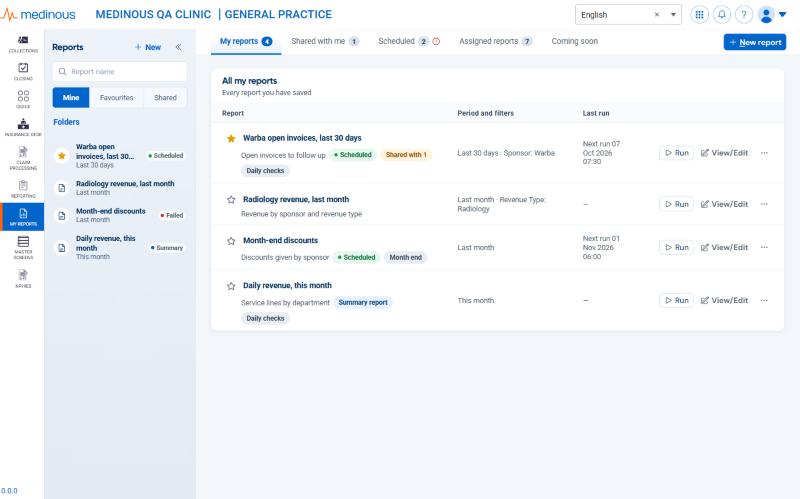 medinous
MEDINOUS QA CLINIC | GENERAL PRACTICE
English
COLLECTIONS
CLOSING
QUEUE
INSURANCE DESK
CLAIM PROCESSING
REPORTING
MY REPORTS
MASTER SCREENS
NPHIES
0.0.0
Reports
+ New
Report name
Mine
Favourites
Shared
Folders
Warba open invoices, last 30...
Last 30 days
Scheduled
Radiology revenue, last month
Last month
Month-end discounts
Last month
Failed
Daily revenue, this month
This month
Summary
My reports 4
Shared with me 1
Scheduled 2
Assigned reports 7
Coming soon
+ New report
All my reports
Every report you have saved
Report
Period and filters
Last run
Warba open invoices, last 30 days
Open invoices to follow up
Scheduled
Shared with 1
Daily checks
Last 30 days · Sponsor: Warba
Next run 07 Oct 2026 07:30
Run
View/Edit
Radiology revenue, last month
Revenue by sponsor and revenue type
Last month · Revenue Type: Radiology
–
Run
View/Edit
Month-end discounts
Discounts given by sponsor
Scheduled
Month end
Last month
Next run 01 Nov 2026 06:00
Run
View/Edit
Daily revenue, this month
Service lines by department
Summary report
Daily checks
This month
–
Run
View/Edit